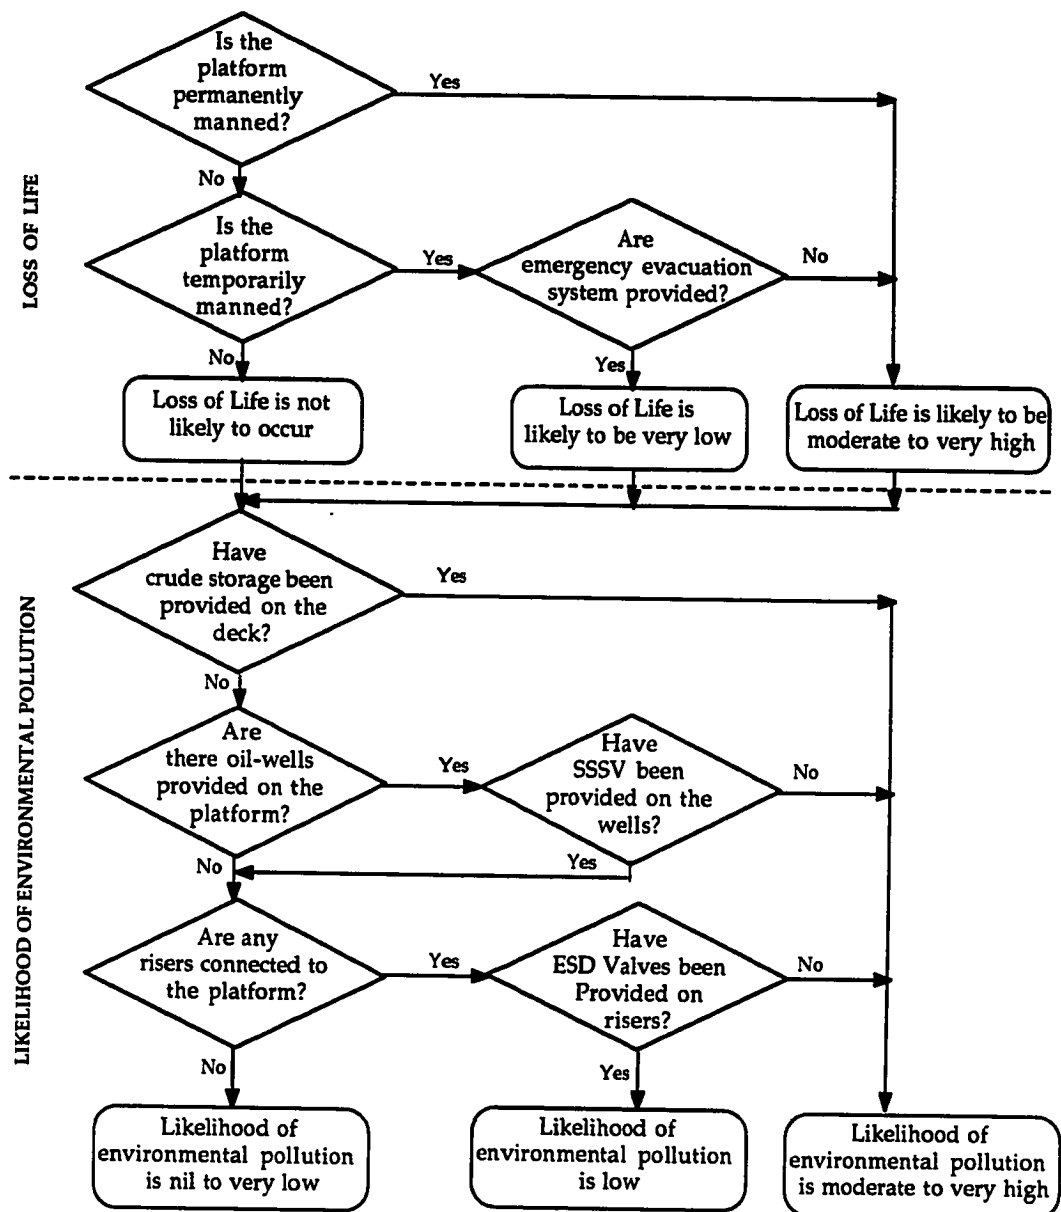 LOSS OF LIFE
Is the
platform
permanently
manned?
Yes
No
Is the
platform
temporarily
manned?
Yes
Are
emergency evacuation
system provided?
No
No
Yes
Loss of Life is not
likely to occur
Loss of Life is
likely to be very low
Loss of Life is likely to be
moderate to very high
LIKELIHOOD OF ENVIRONMENTAL POLLUTION
Have
crude storage been
provided on the
deck?
Yes
No
Are
there oil-wells
provided on the
platform?
Yes
Have
SSSV been
provided on the
wells?
No
No
Yes
Are any
risers connected to
the platform?
Yes
Have
ESD Valves been
Provided on
risers?
No
No
Yes
Likelihood of
environmental pollution
is nil to very low
Likelihood of
environmental pollution
is low
Likelihood of
environmental pollution
is moderate to very high